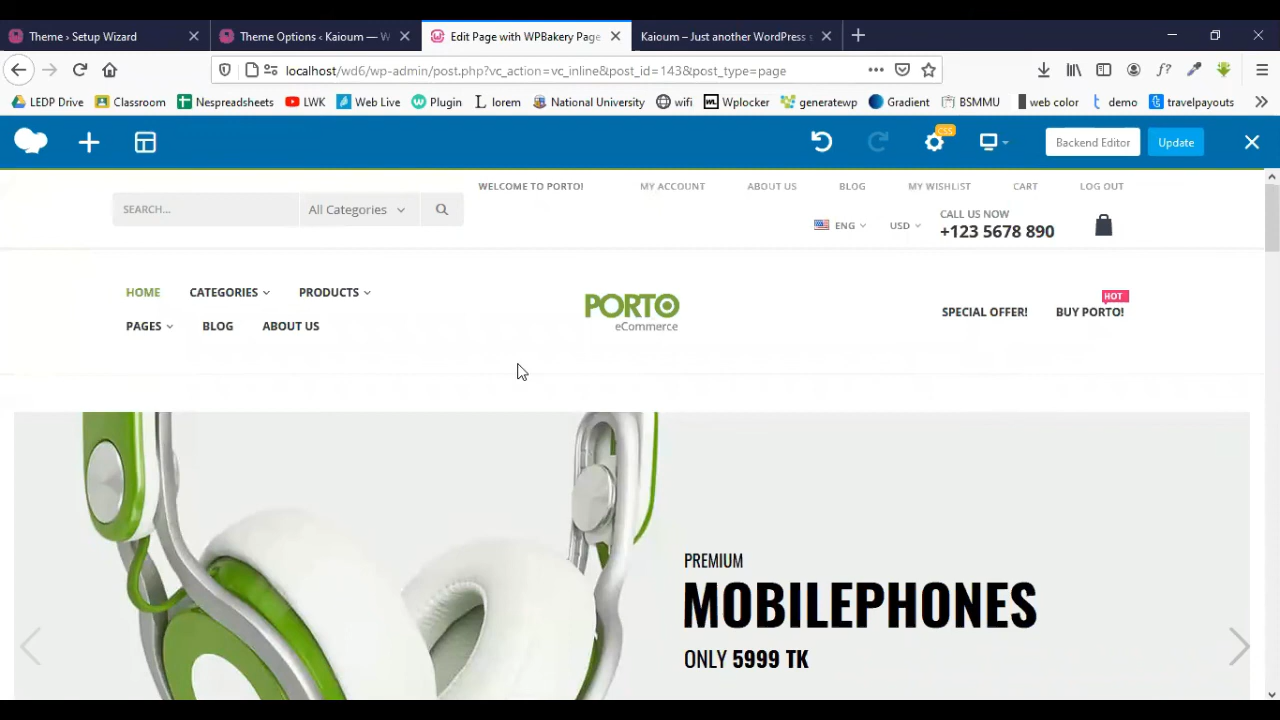 Theme › Setup Wizard
Theme Options ‹ Kaioum — W
Edit Page with WPBakery Page
Kaioum – Just another WordPress s
localhost/wd6/wp-admin/post.php?vc_action=vc_inline&post_id=143&post_type=page
LEDP Drive
Classroom
Nespreadsheets
LWK
Web Live
Plugin
lorem
National University
wifi
Wplocker
generatewp
Gradient
BSMMU
web color
demo
travelpayouts
CSS
Backend Editor
Update
WELCOME TO PORTO!
MY ACCOUNT
ABOUT US
BLOG
MY WISHLIST
CART
LOG OUT
SEARCH...
All Categories
ENG
USD
CALL US NOW
+123 5678 890
HOME
CATEGORIES
PRODUCTS
PAGES
BLOG
ABOUT US
PORTO
eCommerce
SPECIAL OFFER!
HOT
BUY PORTO!
PREMIUM
MOBILEPHONES
ONLY 5999 TK